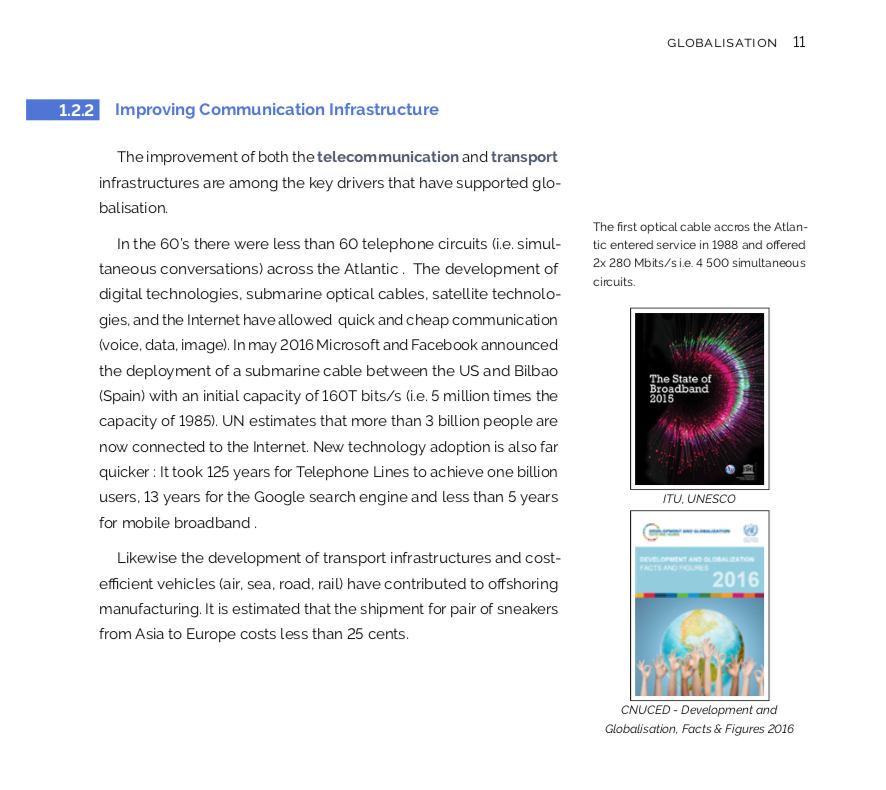 GLOBALISATION 11
1.2.2 Improving Communication Infrastructure
The improvement of both the telecommunication and transport
infrastructures are among the key drivers that have supported glo-
balisation.
In the 60's there were less than 60 telephone circuits (i.e. simul-
taneous conversations) across the Atlantic . The development of
digital technologies, submarine optical cables, satellite technolo-
gies, and the Internet have allowed quick and cheap communication
(voice, data, image). In may 2016 Microsoft and Facebook announced
the deployment of a submarine cable between the US and Bilbao
(Spain) with an initial capacity of 160T bits/s (i.e. 5 million times the
capacity of 1985). UN estimates that more than 3 billion people are
now connected to the Internet. New technology adoption is also far
quicker : It took 125 years for Telephone Lines to achieve one billion
users, 13 years for the Google search engine and less than 5 years
for mobile broadband .
Likewise the development of transport infrastructures and cost-
efficient vehicles (air, sea, road, rail) have contributed to offshoring
manufacturing. It is estimated that the shipment for pair of sneakers
from Asia to Europe costs less than 25 cents.
The first optical cable accros the Atlan-
tic entered service in 1988 and offered
2x 280 Mbits/s i.e. 4 500 simultaneous
circuits.
The State of
Broadband
2015
ITU, UNESCO
DEVELOPMENT AND GLOBALIZATION
DEVELOPMENT AND GLOBALIZATION
FACTS AND FIGURES
2016
CNUCED - Development and
Globalisation, Facts & Figures 2016